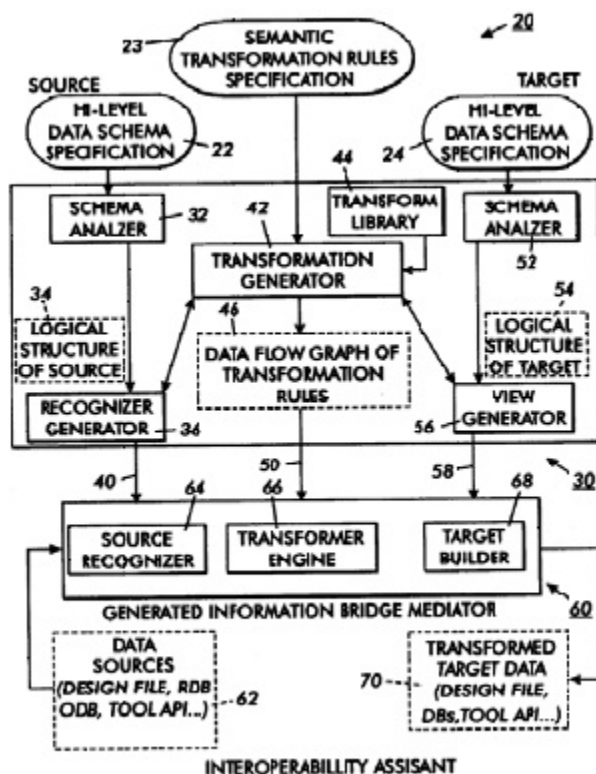 20
23
SEMANTIC
TRANSFORMATION RULES
SPECIFICATION
SOURCE
HI-LEVEL
DATA SCHEMA
SPECIFICATION
22
TARGET
HI-LEVEL
DATA SCHEMA
SPECIFICATION
24
SCHEMA
ANALZER
32
42
44
TRANSFORM
LIBRARY
SCHEMA
ANALZER
52
TRANSFORMATION
GENERATOR
34
LOGICAL
STRUCTURE
OF SOURCE
46
DATA FLOW GRAPH OF
TRANSFORMATION
RULES
54
LOGICAL
STRUCTURE
OF TARGET
RECOGNIZER
GENERATOR
36
VIEW
GENERATOR
56
40
50
58
30
64
SOURCE
RECOGNIZER
66
TRANSFORMER
ENGINE
68
TARGET
BUILDER
GENERATED INFORMATION BRIDGE MEDIATOR
60
DATA
SOURCES
(DESIGN FILE, RDB
ODB, TOOL API...)
62
TRANSFORMED
TARGET DATA
(DESIGN FILE,
DBs,TOOL API...)
70
INTEROPERABILLITY ASSISANT